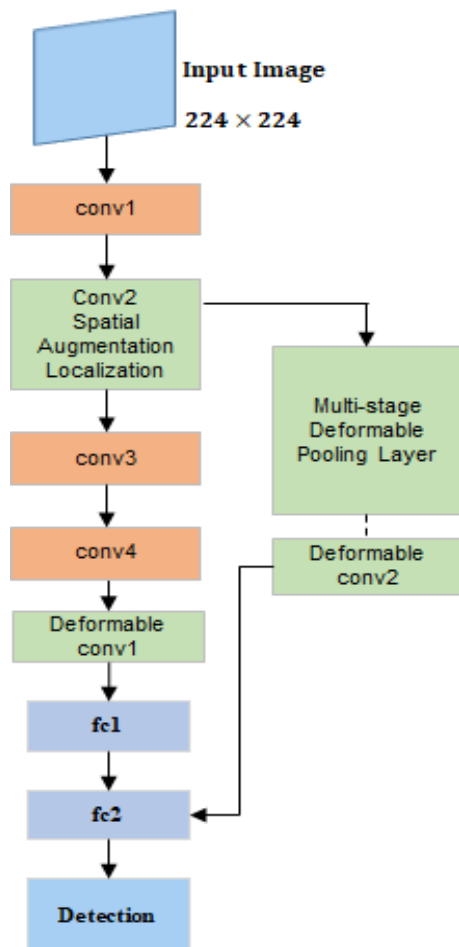 Input Image
224 × 224
conv1
Conv2
Spatial
Augmentation
Localization
Multi-stage
Deformable
Pooling Layer
conv3
conv4
Deformable
conv2
Deformable
conv1
fc1
fc2
Detection